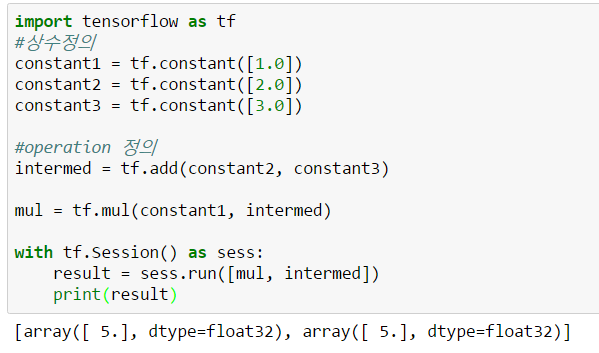 import tensorflow as tf
#상수정의
constant1 = tf.constant([1.0])
constant2 = tf.constant([2.0])
constant3 = tf.constant([3.0])
#operation 정의
intermed = tf.add(constant2, constant3)
mul = tf.mul(constant1, intermed)
with tf.Session() as sess:
    result = sess.run([mul, intermed])
    print(result)
[array([ 5.], dtype=float32), array([ 5.], dtype=float32)]